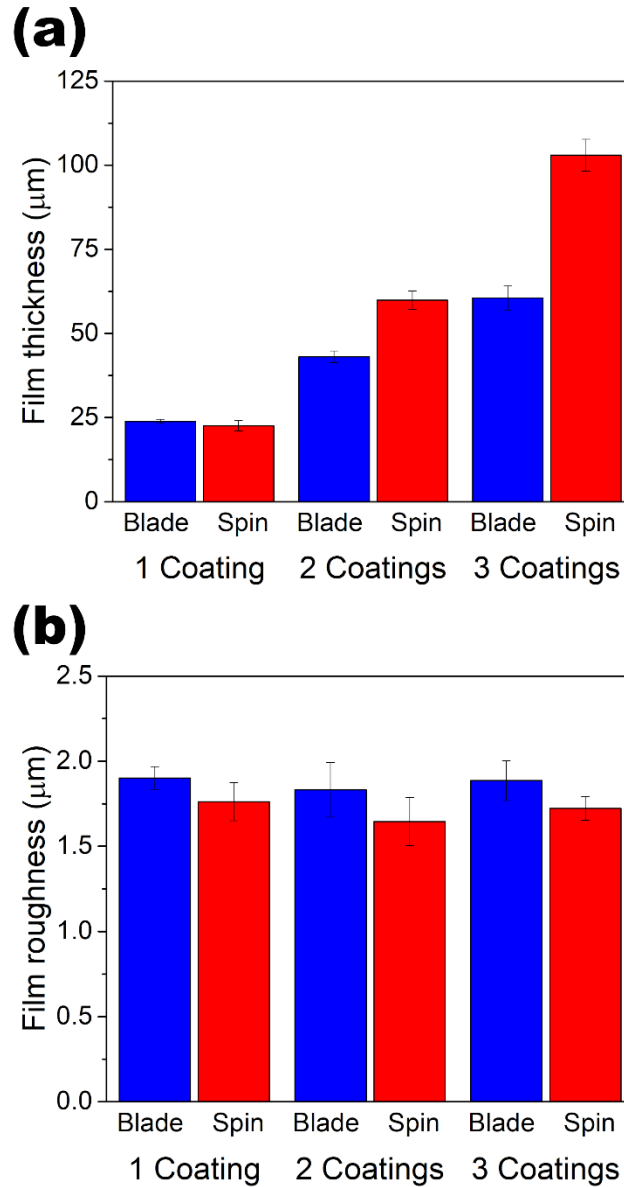 (a)
Film thickness (μm)
125
100
75
50
25
0
Blade Spin Blade Spin Blade Spin
1 Coating 2 Coatings 3 Coatings
(b)
Film roughness (μm)
2.5
2.0
1.5
1.0
0.5
0.0
Blade Spin Blade Spin Blade Spin
1 Coating 2 Coatings 3 Coatings